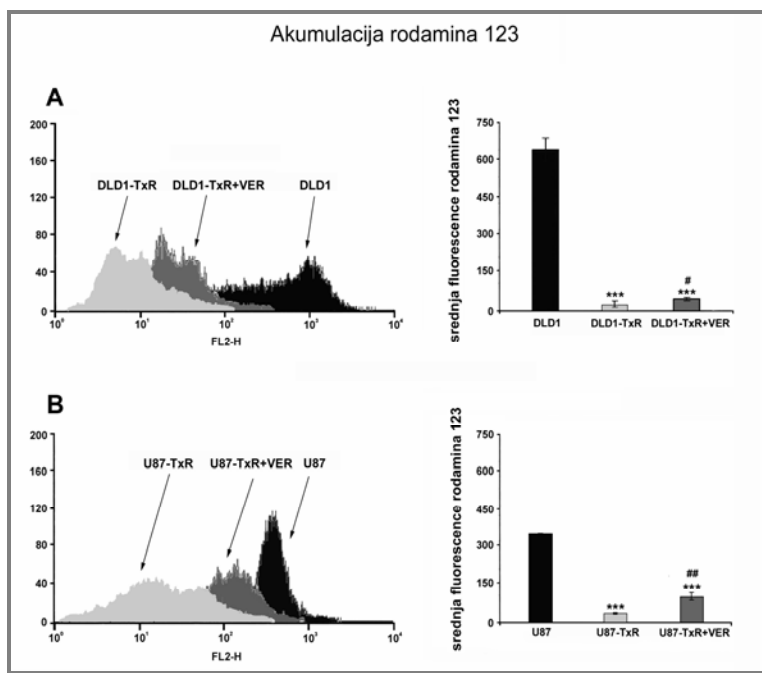 Akumulacija rodamina 123
A
200
160
120
80
40
0
DLD1-TxR DLD1-TxR+VER DLD1
10⁰ 10¹ 10² 10³ 10⁴
FL2-H
srednja fluorescence rodamina 123
750
600
450
300
150
0
***
#
***
DLD1 DLD1-TxR DLD1-TxR+VER
B
200
160
120
80
40
0
U87-TxR U87-TxR+VER U87
10⁰ 10¹ 10² 10³ 10⁴
FL2-H
srednja fluorescence rodamina 123
750
600
450
300
150
0
***
##
***
U87 U87-TxR U87-TxR+VER